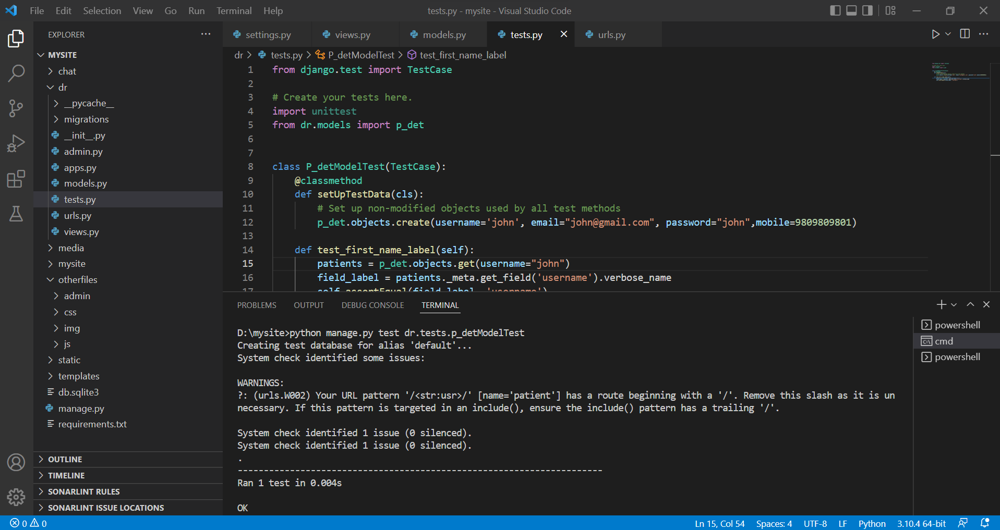 File Edit Selection View Go Run Terminal Help
tests.py - mysite - Visual Studio Code
EXPLORER
MYSITE
chat
dr
__pycache__
migrations
__init__.py
admin.py
apps.py
models.py
tests.py
urls.py
views.py
media
mysite
otherfiles
admin
css
img
js
static
templates
db.sqlite3
manage.py
requirements.txt
OUTLINE
TIMELINE
SONARLINT RULES
SONARLINT ISSUE LOCATIONS
settings.py views.py models.py tests.py urls.py
dr > tests.py > P_detModelTest > test_first_name_label
1 from django.test import TestCase
2
3 # Create your tests here.
4 import unittest
5 from dr.models import p_det
6
7
8 class P_detModelTest(TestCase):
9 @classmethod
10 def setUpTestData(cls):
11 # Set up non-modified objects used by all test methods
12 p_det.objects.create(username='john', email="john@gmail.com", password="john",mobile=9809809801)
13
14 def test_first_name_label(self):
15 patients = p_det.objects.get(username="john")
16 field_label = patients._meta.get_field('username').verbose_name
17 self.assertEqual(field_label, 'username')
PROBLEMS OUTPUT DEBUG CONSOLE TERMINAL
D:\mysite>python manage.py test dr.tests.p_detModelTest
Creating test database for alias 'default'...
System check identified some issues:
WARNINGS:
?: (urls.W002) Your URL pattern '/<str:usr>/' [name='patient'] has a route beginning with a '/'. Remove this slash as it is un
necessary. If this pattern is targeted in an include(), ensure the include() pattern has a trailing '/'.
System check identified 1 issue (0 silenced).
System check identified 1 issue (0 silenced).
.
----------------------------------------------------------------------
Ran 1 test in 0.004s
OK
powershell
cmd
powershell
0 0
Ln 15, Col 54 Spaces: 4 UTF-8 LF Python 3.10.4 64-bit